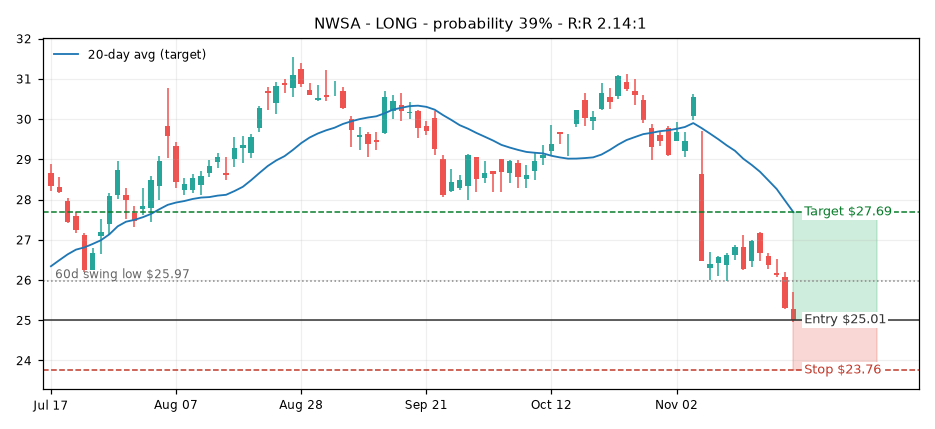 NWSA - LONG - probability 39% - R:R 2.14:1
20-day avg (target)
32
31
30
29
28
27
26
25
24
Target $27.69
60d swing low $25.97
Entry $25.01
Stop $23.76
Jul 17
Aug 07
Aug 28
Sep 21
Oct 12
Nov 02